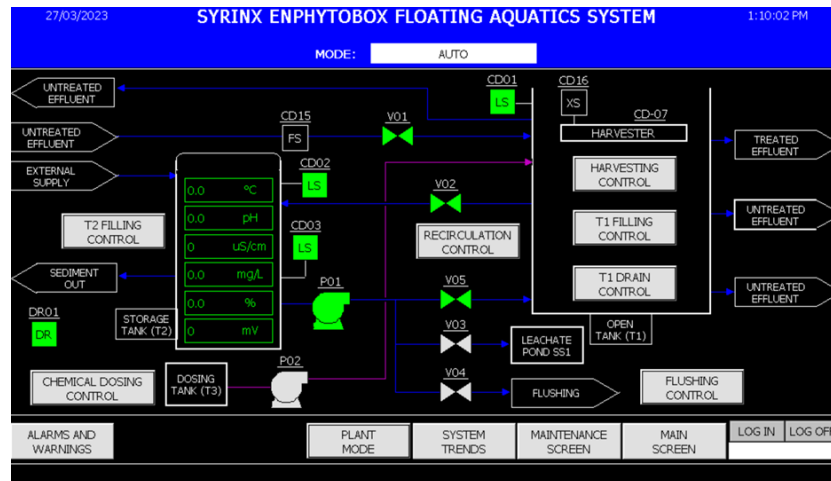 27/03/2023
SYRINX ENPHYTOBOX FLOATING AQUATICS SYSTEM
1:10:02 PM
MODE:
AUTO
UNTREATED
EFFLUENT
CD01
LS
CD16
XS
CD-07
HARVESTER
UNTREATED
EFFLUENT
CD15
FS
V01
TREATED
EFFLUENT
EXTERNAL
SUPPLY
CD02
LS
HARVESTING
CONTROL
0.0 °C
0.0 pH
0 uS/cm
0.0 mg/L
0.0 %
0 mV
V02
T2 FILLING
CONTROL
CD03
LS
RECIRCULATION
CONTROL
T1 FILLING
CONTROL
UNTREATED
EFFLUENT
SEDIMENT
OUT
P01
V05
T1 DRAIN
CONTROL
UNTREATED
EFFLUENT
DR01
DR
STORAGE
TANK (T2)
V03
LEACHATE
POND SS1
OPEN
TANK (T1)
CHEMICAL DOSING
CONTROL
DOSING
TANK (T3)
P02
V04
FLUSHING
FLUSHING
CONTROL
ALARMS AND
WARNINGS
PLANT
MODE
SYSTEM
TRENDS
MAINTENANCE
SCREEN
MAIN
SCREEN
LOG IN
LOG OFF